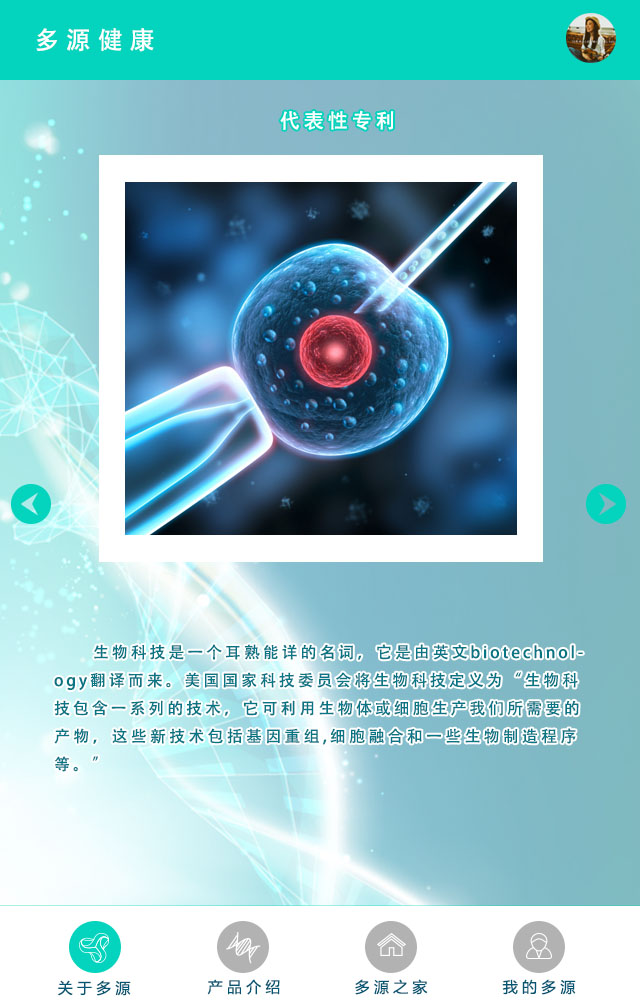 多源健康
代表性专利
生物科技是一个耳熟能详的名词，它是由英文biotechnol-
ogy翻译而来。美国国家科技委员会将生物科技定义为“生物科
技包含一系列的技术，它可利用生物体或细胞生产我们所需要的
产物，这些新技术包括基因重组,细胞融合和一些生物制造程序
等。”
关于多源 产品介绍 多源之家 我的多源